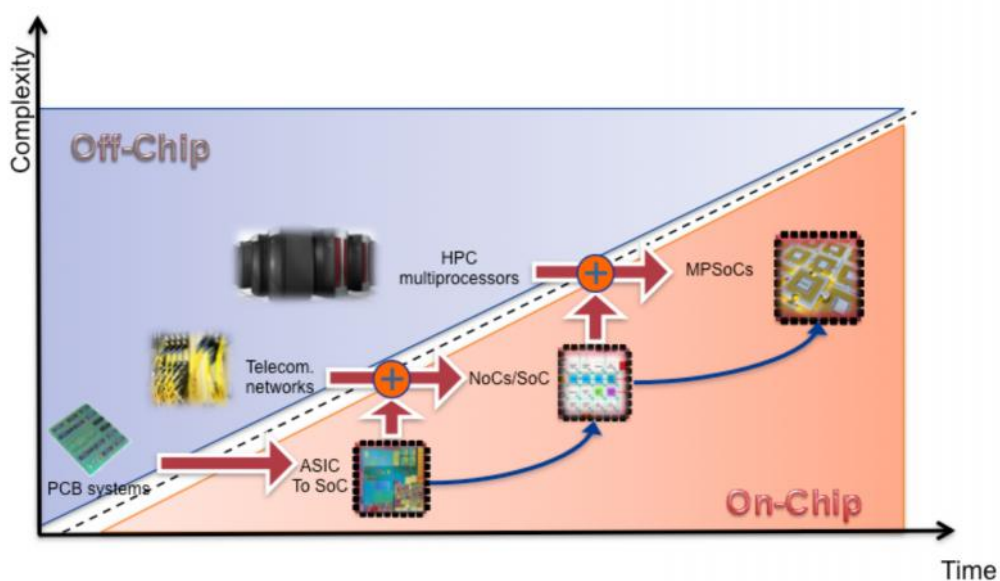 Complexity
Off-Chip
HPC
multiprocessors
MPSoCs
Telecom.
networks
NoCs/SoC
PCB systems
ASIC
To SoC
On-Chip
Time